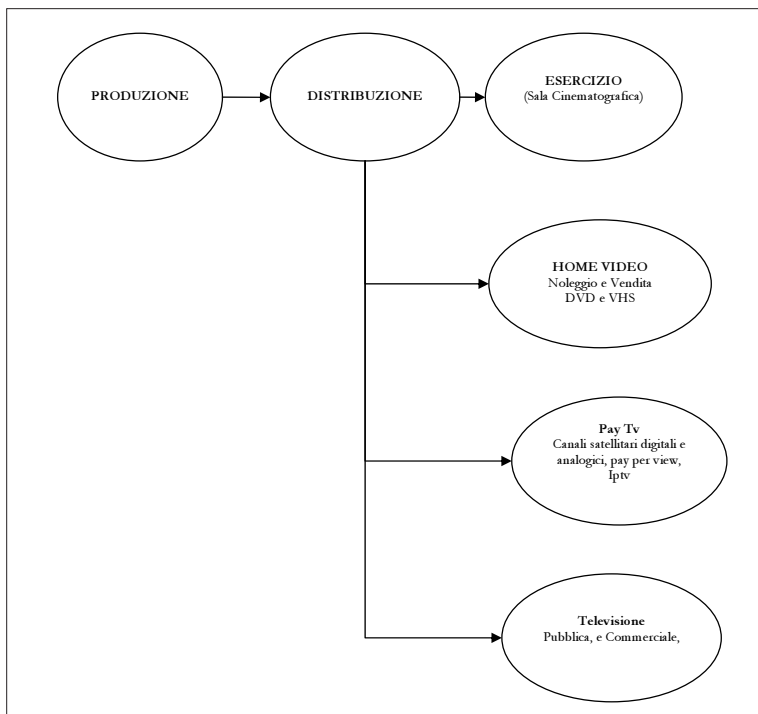 PRODUZIONE
DISTRIBUZIONE
ESERCIZIO
(Sala Cinematografica)
HOME VIDEO
Noleggio e Vendita
DVD e VHS
Pay Tv
Canali satellitari digitali e
analogici, pay per view,
Iptv
Televisione
Pubblica, e Commerciale,